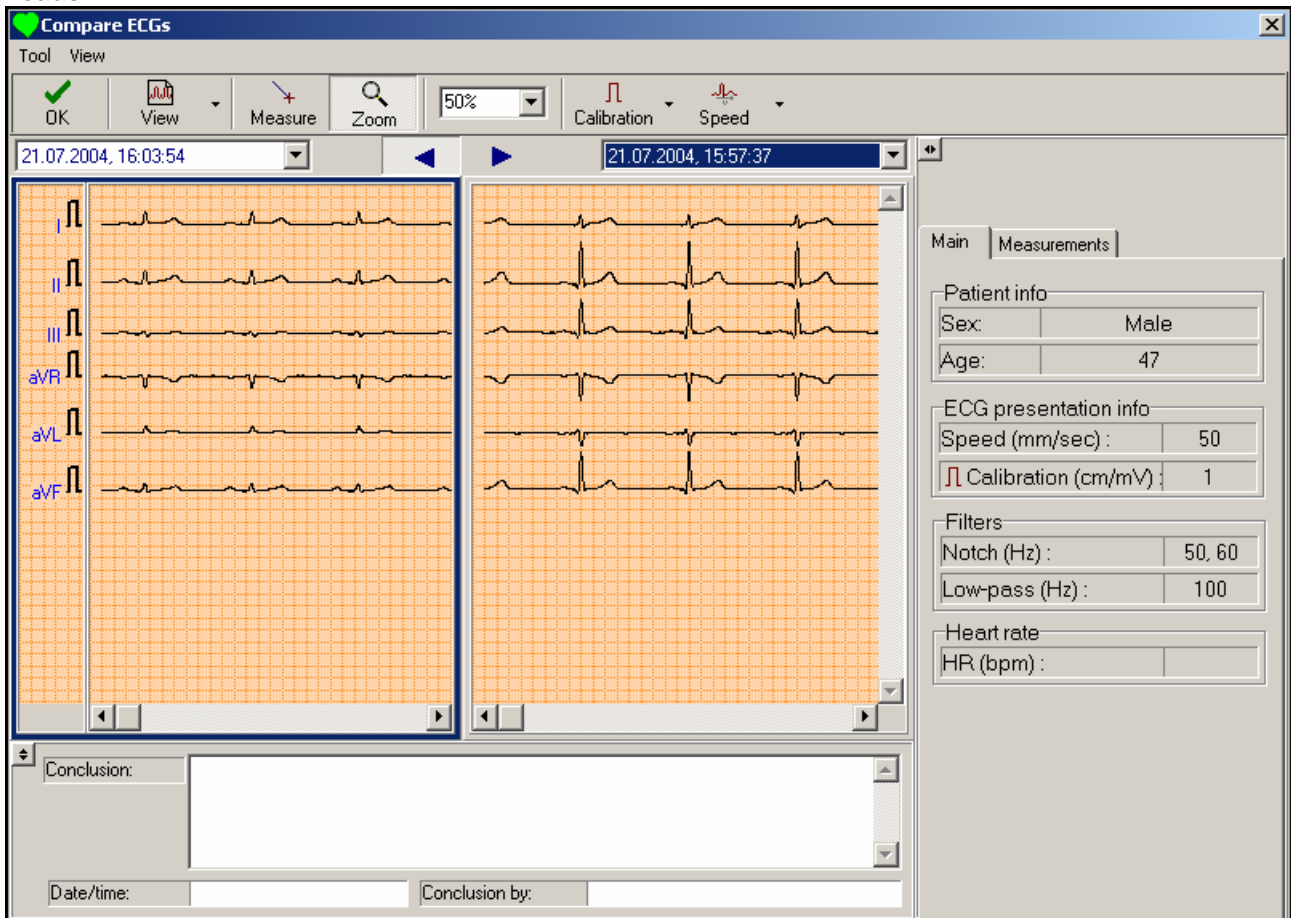 Compare ECGs
Tool View
OK View Measure Zoom 50% Calibration Speed
21.07.2004, 16:03:54 21.07.2004, 15:57:37
I
II
III
aVR
aVL
aVF
Main Measurements
Patient info
Sex: Male
Age: 47
ECG presentation info
Speed (mm/sec) : 50
Calibration (cm/mV) : 1
Filters
Notch (Hz) : 50, 60
Low-pass (Hz) : 100
Heart rate
HR (bpm) :
Conclusion:
Date/time: Conclusion by: